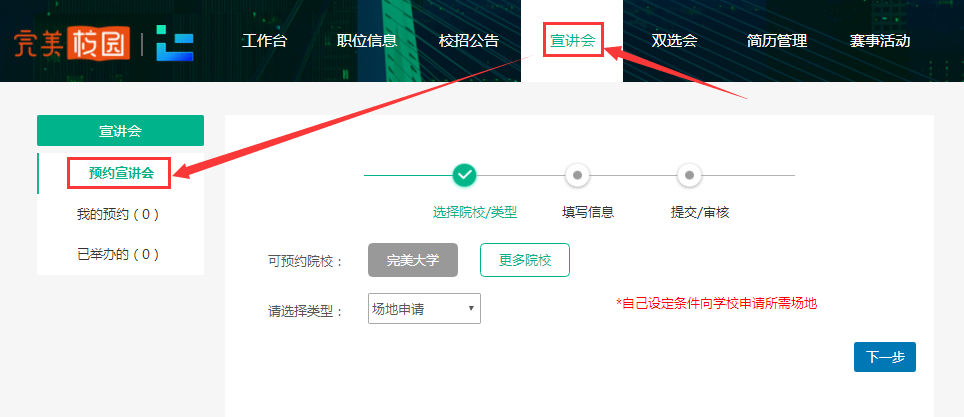 完美校园
工作台 职位信息 校招公告 宣讲会 双选会 简历管理 赛事活动
宣讲会
预约宣讲会
我的预约（0）
已举办的（0）
选择院校/类型 填写信息 提交/审核
可预约院校： 完美大学 更多院校
请选择类型： 场地申请 *自己设定条件向学校申请所需场地
下一步